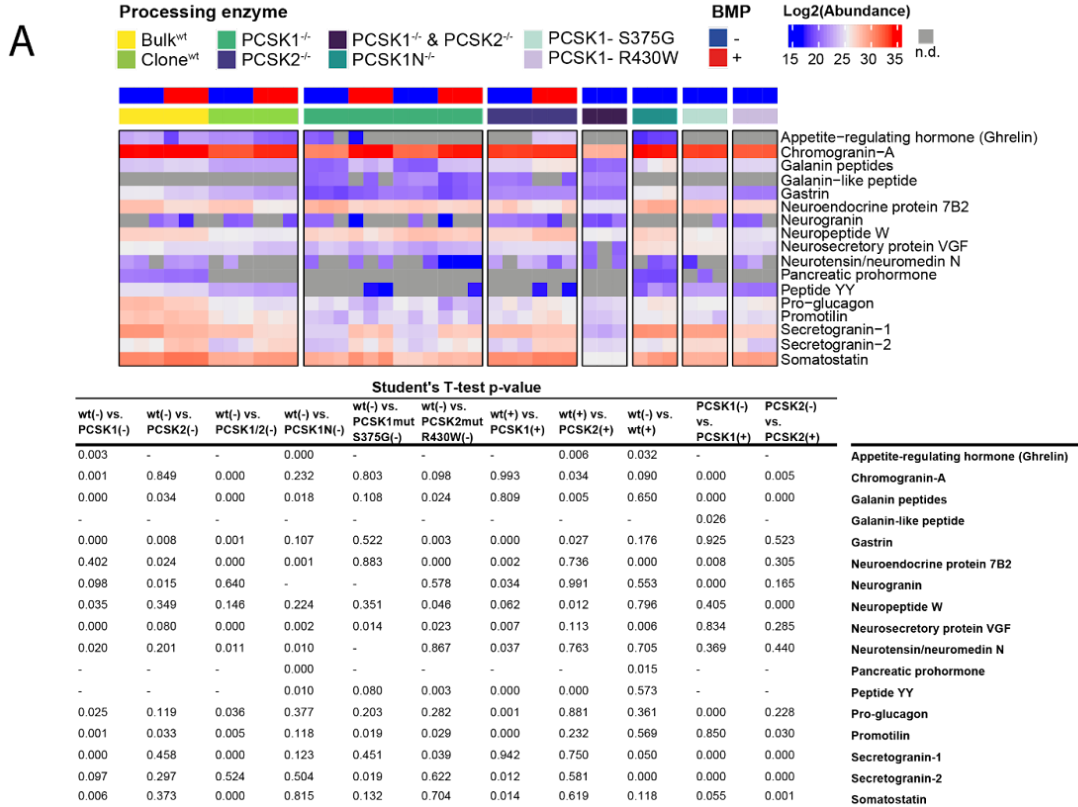 A
Processing enzyme
BMP
Log2(Abundance)
Bulkwt
PCSK1-/-
PCSK1-/- & PCSK2-/-
PCSK1- S375G
-
Clonewt
PCSK2-/-
PCSK1N-/-
PCSK1- R430W
+
15 20 25 30 35
n.d.
Appetite-regulating hormone (Ghrelin)
Chromogranin-A
Galanin peptides
Galanin-like peptide
Gastrin
Neuroendocrine protein 7B2
Neurogranin
Neuropeptide W
Neurosecretory protein VGF
Neurotensin/neuromedin N
Pancreatic prohormone
Peptide YY
Pro-glucagon
Promotilin
Secretogranin-1
Secretogranin-2
Somatostatin
Student's T-test p-value
wt(-) vs. PCSK1(-)
wt(-) vs. PCSK2(-)
wt(-) vs. PCSK1/2(-)
wt(-) vs. PCSK1N(-)
wt(-) vs. PCSK1mut S375G(-)
wt(-) vs. PCSK2mut R430W(-)
wt(+) vs. PCSK1(+)
wt(+) vs. PCSK2(+)
wt(-) vs. wt(+)
PCSK1(-) vs. PCSK1(+)
PCSK2(-) vs. PCSK2(+)
0.003 - - 0.000 - - - 0.006 0.032 - - Appetite-regulating hormone (Ghrelin)
0.001 0.849 0.000 0.232 0.803 0.098 0.993 0.034 0.090 0.000 0.005 Chromogranin-A
0.000 0.034 0.000 0.018 0.108 0.024 0.809 0.005 0.650 0.000 0.000 Galanin peptides
- - - - - - - - - 0.026 - Galanin-like peptide
0.000 0.008 0.001 0.107 0.522 0.003 0.000 0.027 0.176 0.925 0.523 Gastrin
0.402 0.024 0.000 0.001 0.883 0.000 0.002 0.736 0.000 0.008 0.305 Neuroendocrine protein 7B2
0.098 0.015 0.640 - - 0.578 0.034 0.991 0.553 0.000 0.165 Neurogranin
0.035 0.349 0.146 0.224 0.351 0.046 0.062 0.012 0.796 0.405 0.000 Neuropeptide W
0.000 0.080 0.000 0.002 0.014 0.023 0.007 0.113 0.006 0.834 0.285 Neurosecretory protein VGF
0.020 0.201 0.011 0.010 - 0.867 0.037 0.763 0.705 0.369 0.440 Neurotensin/neuromedin N
- - - 0.000 - - - - 0.015 - - Pancreatic prohormone
- - - 0.010 0.080 0.003 0.000 0.000 0.573 - - Peptide YY
0.025 0.119 0.036 0.377 0.203 0.282 0.001 0.881 0.361 0.000 0.228 Pro-glucagon
0.001 0.033 0.005 0.118 0.019 0.029 0.000 0.232 0.569 0.850 0.030 Promotilin
0.000 0.458 0.000 0.123 0.451 0.039 0.942 0.750 0.050 0.000 0.000 Secretogranin-1
0.097 0.297 0.524 0.504 0.019 0.622 0.012 0.581 0.000 0.000 0.000 Secretogranin-2
0.006 0.373 0.000 0.815 0.132 0.704 0.014 0.619 0.118 0.055 0.001 Somatostatin